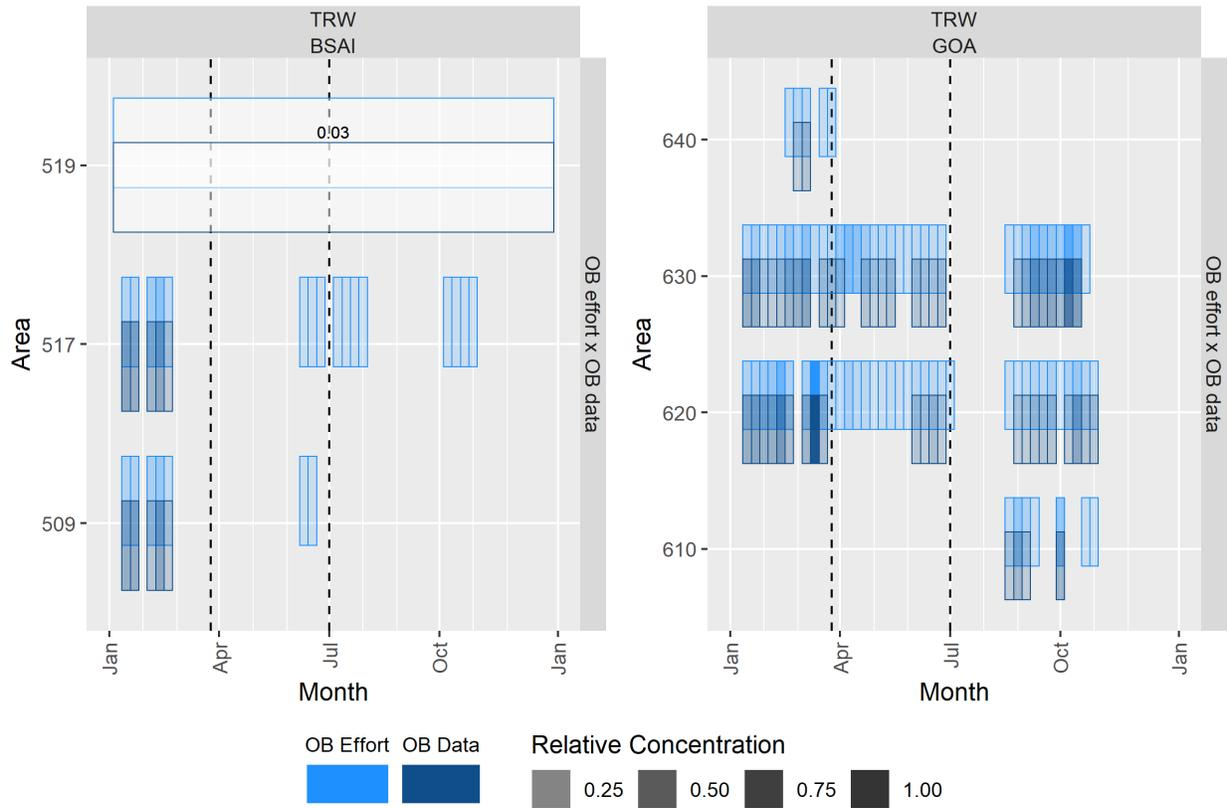 TRW
BSAI
TRW
GOA
Area
519
517
509
0.03
Jan
Apr
Jul
Oct
Jan
Month
OB effort x OB data
Area
640
630
620
610
Jan
Apr
Jul
Oct
Jan
Month
OB effort x OB data
OB Effort OB Data
Relative Concentration
0.25 0.50 0.75 1.00